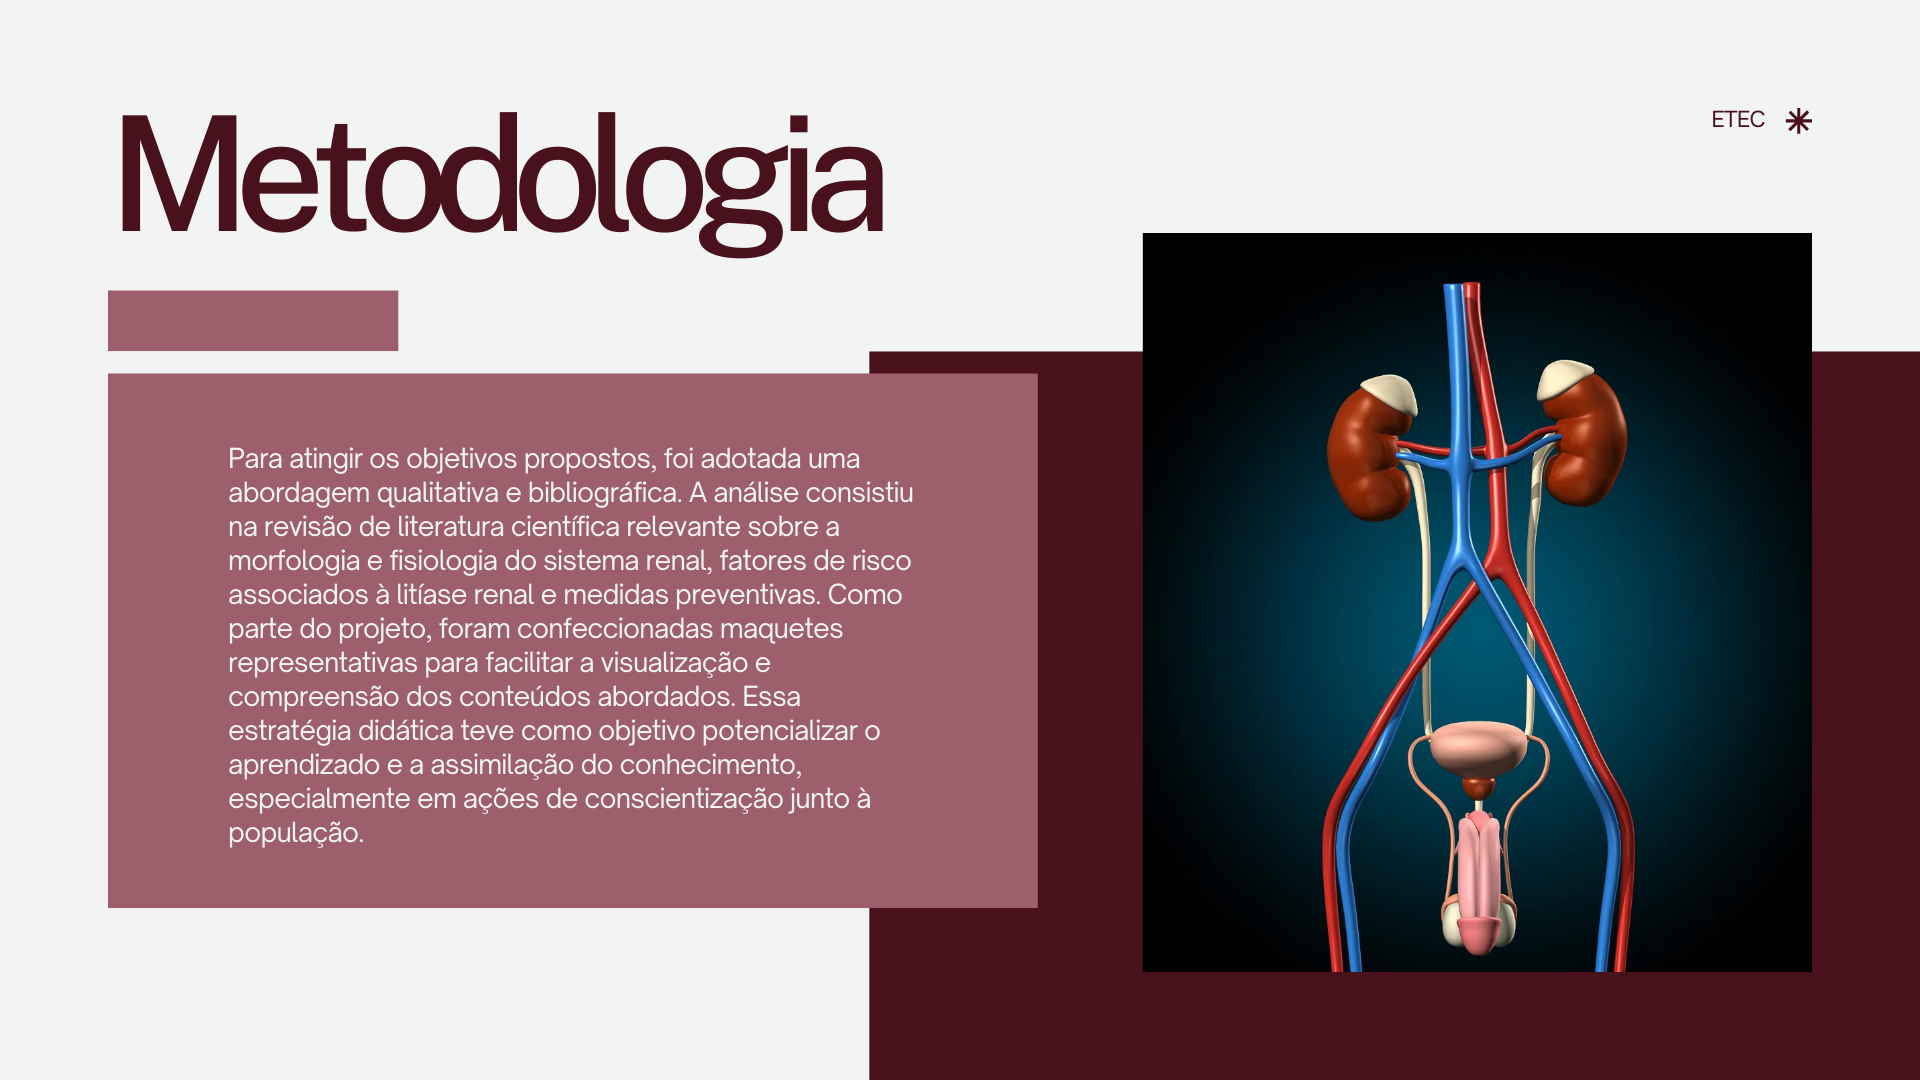 Metodologia
ETEC
Para atingir os objetivos propostos, foi adotada uma
abordagem qualitativa e bibliográfica. A análise consistiu
na revisão de literatura científica relevante sobre a
morfologia e fisiologia do sistema renal, fatores de risco
associados à litíase renal e medidas preventivas. Como
parte do projeto, foram confeccionadas maquetes
representativas para facilitar a visualização e
compreensão dos conteúdos abordados. Essa
estratégia didática teve como objetivo potencializar o
aprendizado e a assimilação do conhecimento,
especialmente em ações de conscientização junto à
população.